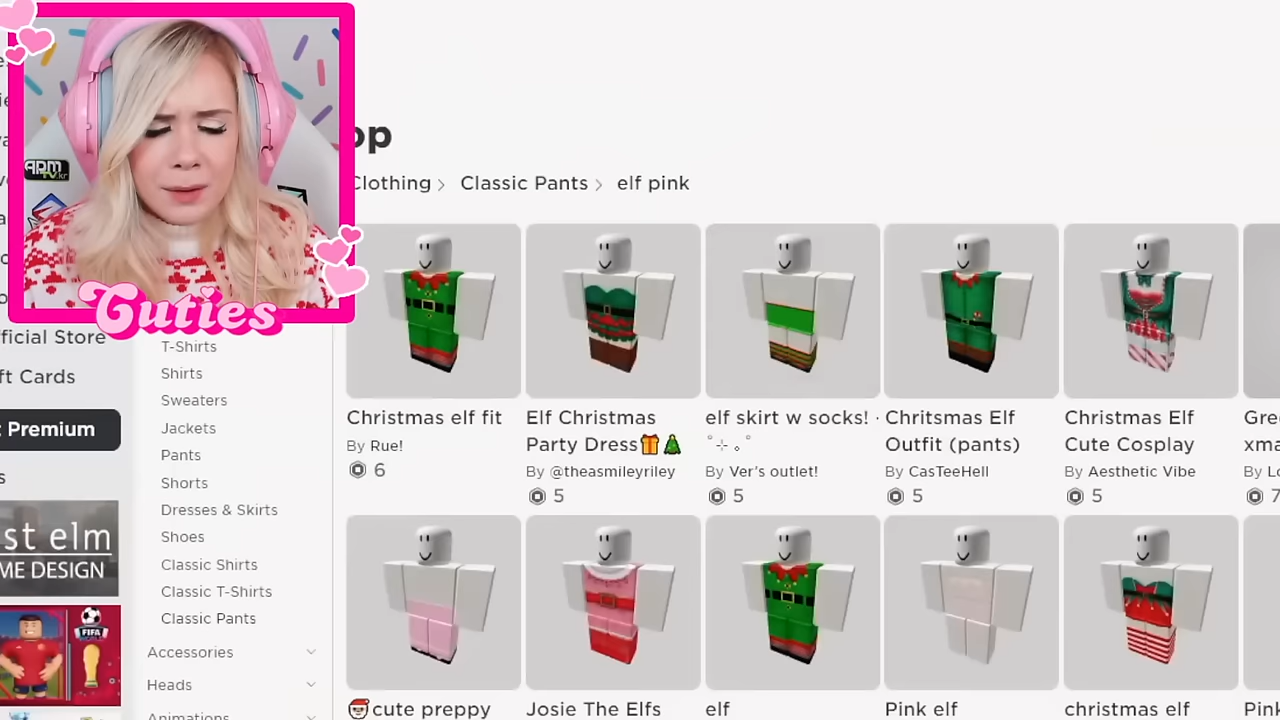 Cuties
op
Clothing > Classic Pants > elf pink
fficial Store
ft Cards
t Premium
s
st elm
ME DESIGN
FIFA
T-Shirts
Shirts
Sweaters
Jackets
Pants
Shorts
Dresses & Skirts
Shoes
Classic Shirts
Classic T-Shirts
Classic Pants
Accessories
Heads
Animations
Christmas elf fit
By Rue!
6
Elf Christmas
Party Dress🎁🎄
By @theasmileyriley
5
elf skirt w socks! ·
By Ver's outlet!
5
Chritsmas Elf
Outfit (pants)
By CasTeeHell
5
Christmas Elf
Cute Cosplay
By Aesthetic Vibe
5
Gre
xma
By Lo
7
🎅cute preppy
Josie The Elfs
elf
Pink elf
christmas elf
Pink